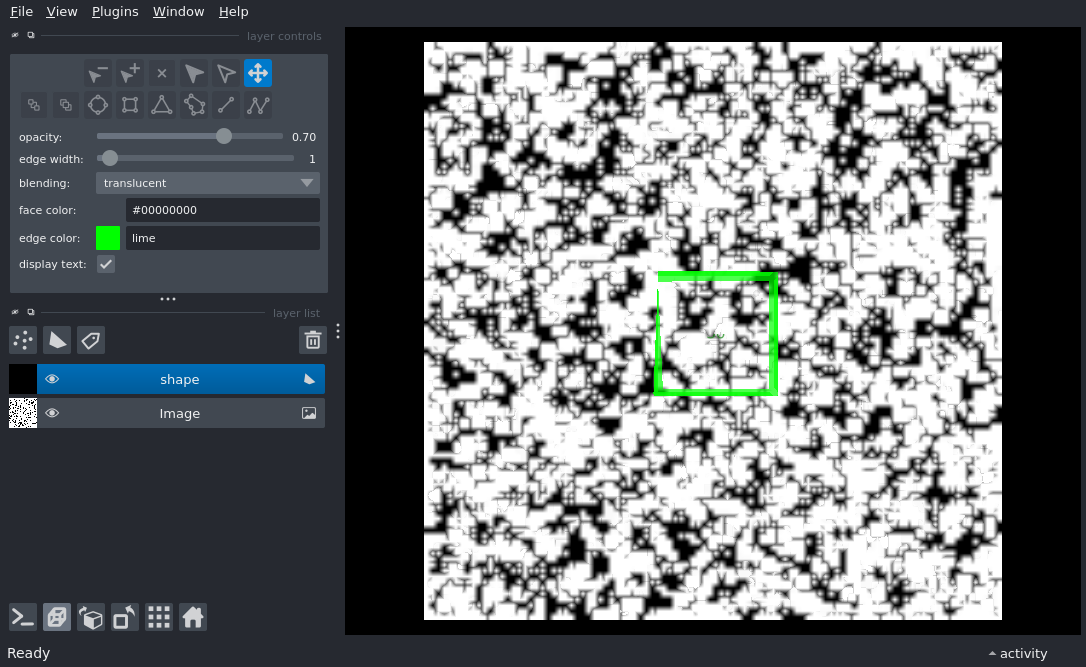 File View Plugins Window Help
layer controls
opacity: 0.70
edge width: 1
blending: translucent
face color: #00000000
edge color: lime
display text:
layer list
shape
Image
Ready
activity